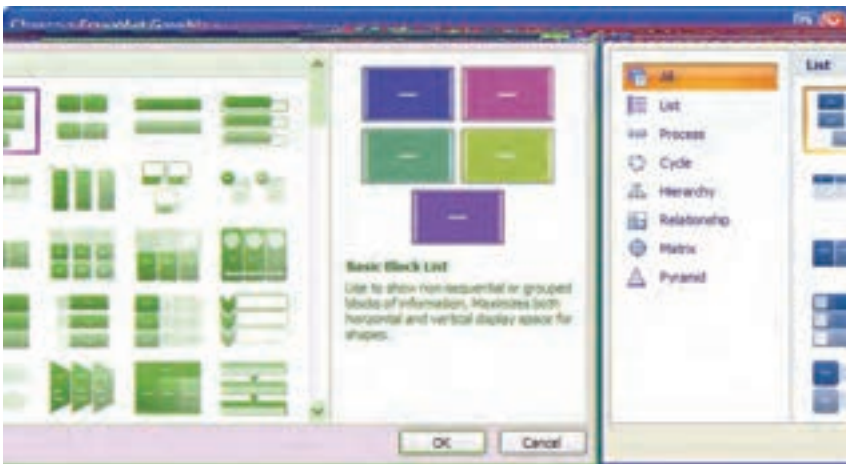 Basic Block List
Use to show non-sequential or grouped
blocks of information. Maximizes both
horizontal and vertical display space for
shapes.
OK
Cancel
All
List
Process
Cycle
Hierarchy
Relationship
Matrix
Pyramid
List